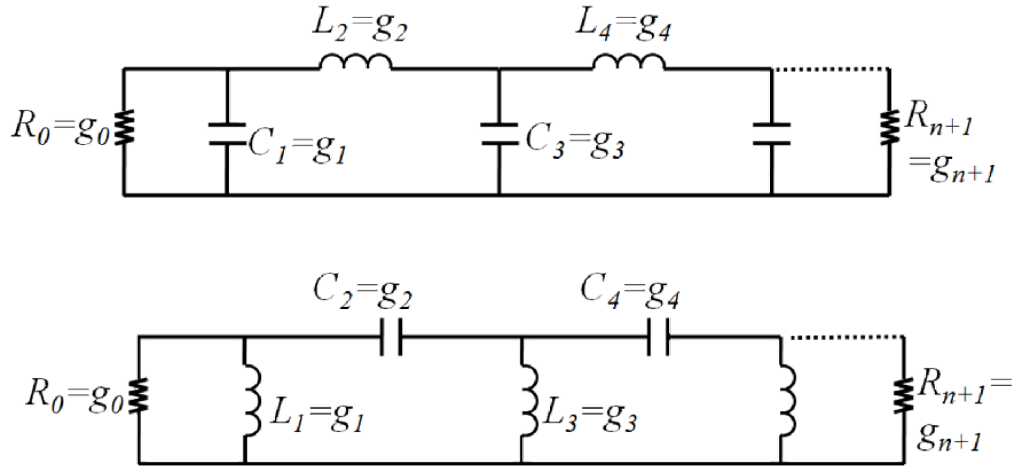 L₂=g₂ L₄=g₄
R₀=g₀ C₁=g₁ C₃=g₃ Rₙ₊₁
=gₙ₊₁
C₂=g₂ C₄=g₄
R₀=g₀ L₁=g₁ L₃=g₃ Rₙ₊₁=
gₙ₊₁